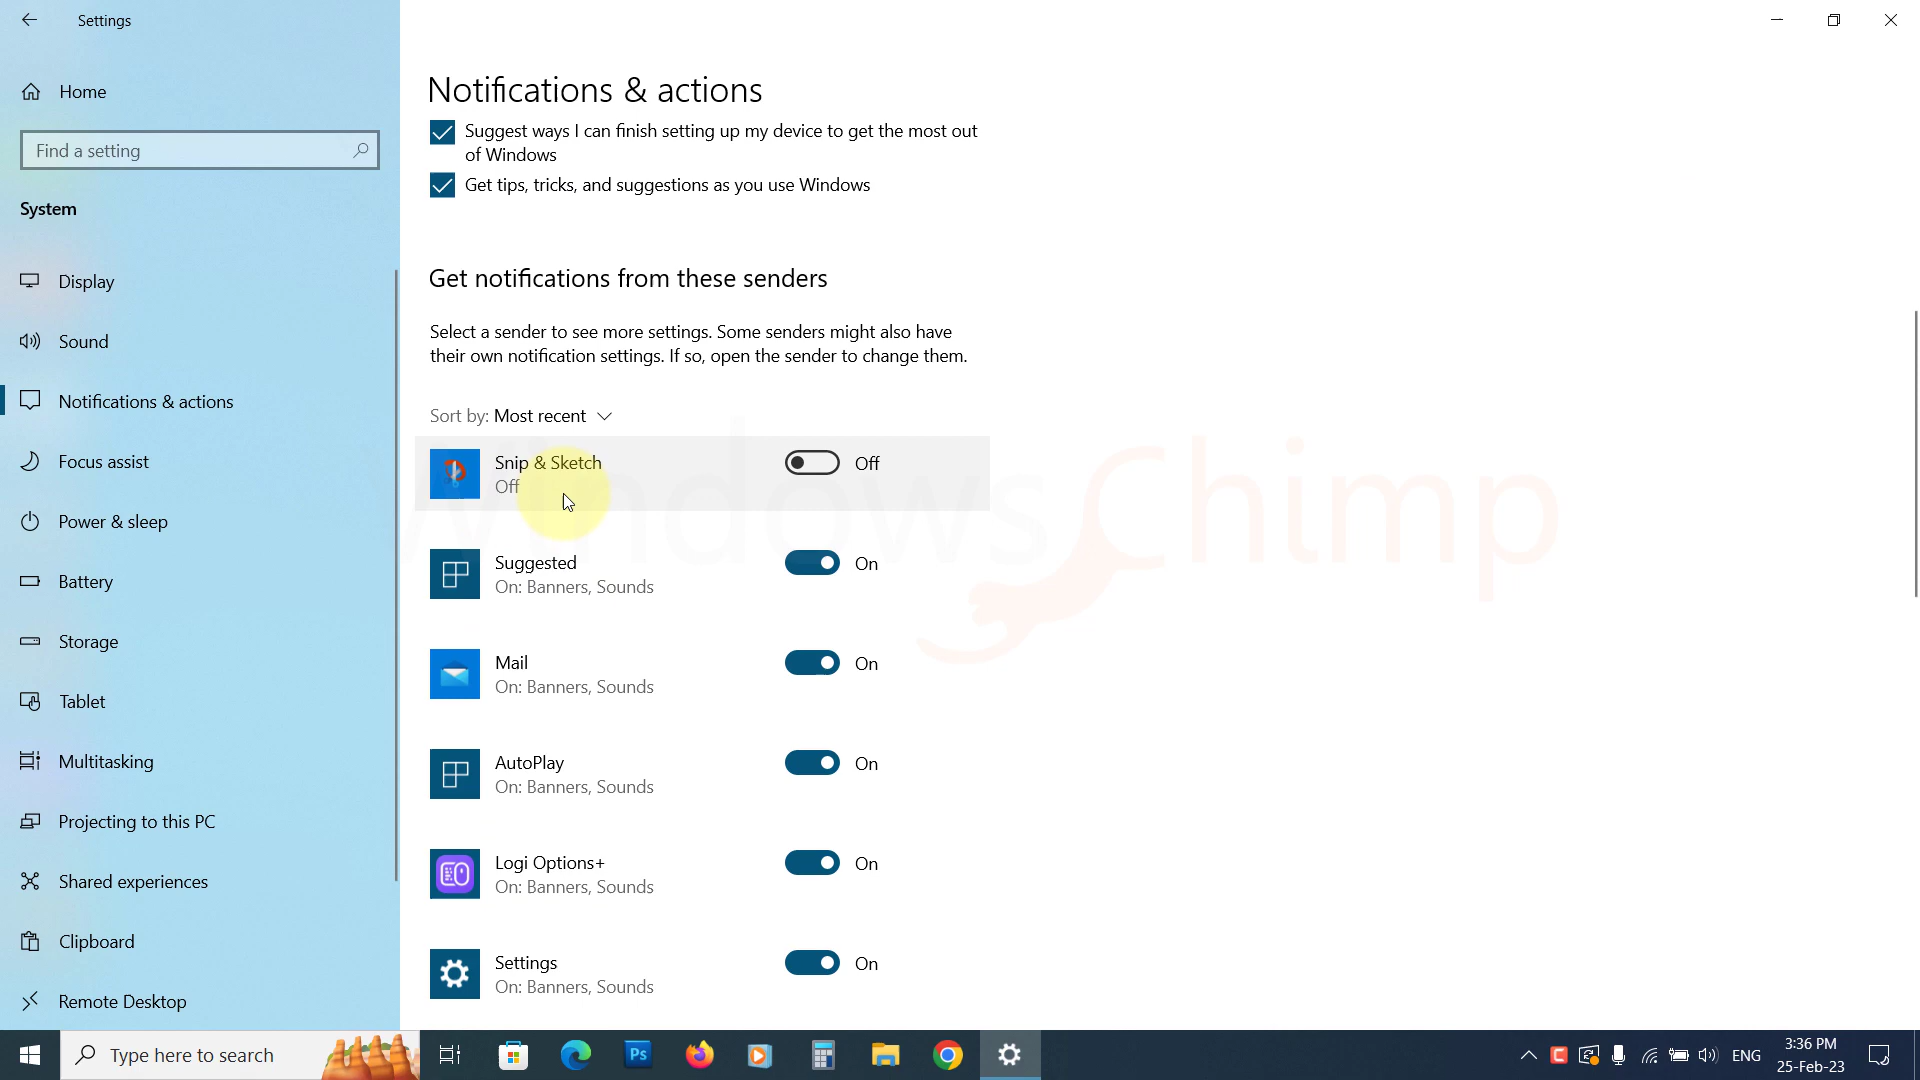 Settings
Home
Find a setting
System
Display
Sound
Notifications & actions
Focus assist
Power & sleep
Battery
Storage
Tablet
Multitasking
Projecting to this PC
Shared experiences
Clipboard
Remote Desktop
Notifications & actions
Suggest ways I can finish setting up my device to get the most out
of Windows
Get tips, tricks, and suggestions as you use Windows
Get notifications from these senders
Select a sender to see more settings. Some senders might also have
their own notification settings. If so, open the sender to change them.
Sort by: Most recent
Snip & Sketch
Off
Off
Suggested
On: Banners, Sounds
On
Mail
On: Banners, Sounds
On
AutoPlay
On: Banners, Sounds
On
Logi Options+
On: Banners, Sounds
On
Settings
On: Banners, Sounds
On
Windows Chimp
Type here to search
Ps
ENG
3:36 PM
25-Feb-23